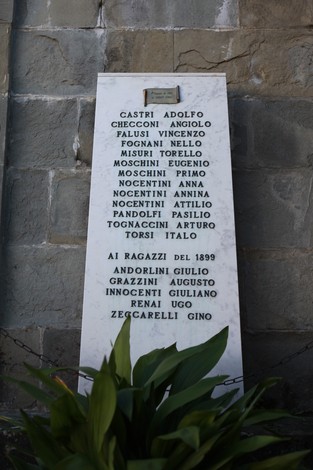 CASTRI ADOLFO
CHECCONI ANGIOLO
FALUSI VINCENZO
FOGNANI NELLO
MISURI TORELLO
MOSCHINI EUGENIO
MOSCHINI PRIMO
NOCENTINI ANNA
NOCENTINI ANNINA
NOCENTINI ATTILIO
PANDOLFI PASILIO
TOGNACCINI ARTURO
TORSI ITALO
AI RAGAZZI DEL 1899
ANDORLINI GIULIO
GRAZZINI AUGUSTO
INNOCENTI GIULIANO
RENAI UGO
ZECCARELLI GINO